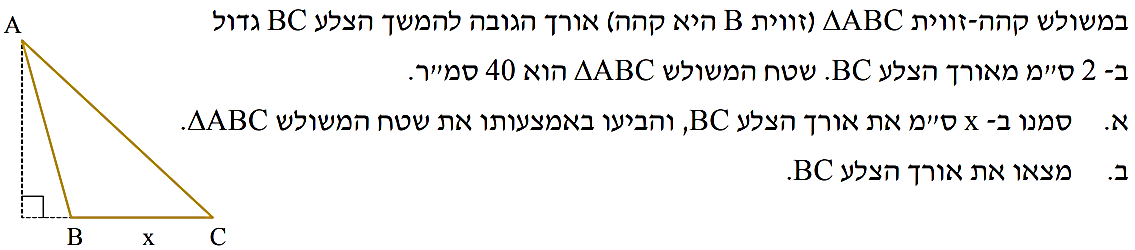 במשולש קהה-זווית ΔABC (זווית B היא קהה) אורך הגובה להמשך הצלע BC גדול
ב- 2 ס״מ מאורך הצלע BC. שטח המשולש ΔABC הוא 40 סמ״ר.
א. סמנו ב- x ס״מ את אורך הצלע BC, והביעו באמצעותו את שטח המשולש ΔABC.
ב. מצאו את אורך הצלע BC.
A
B x C